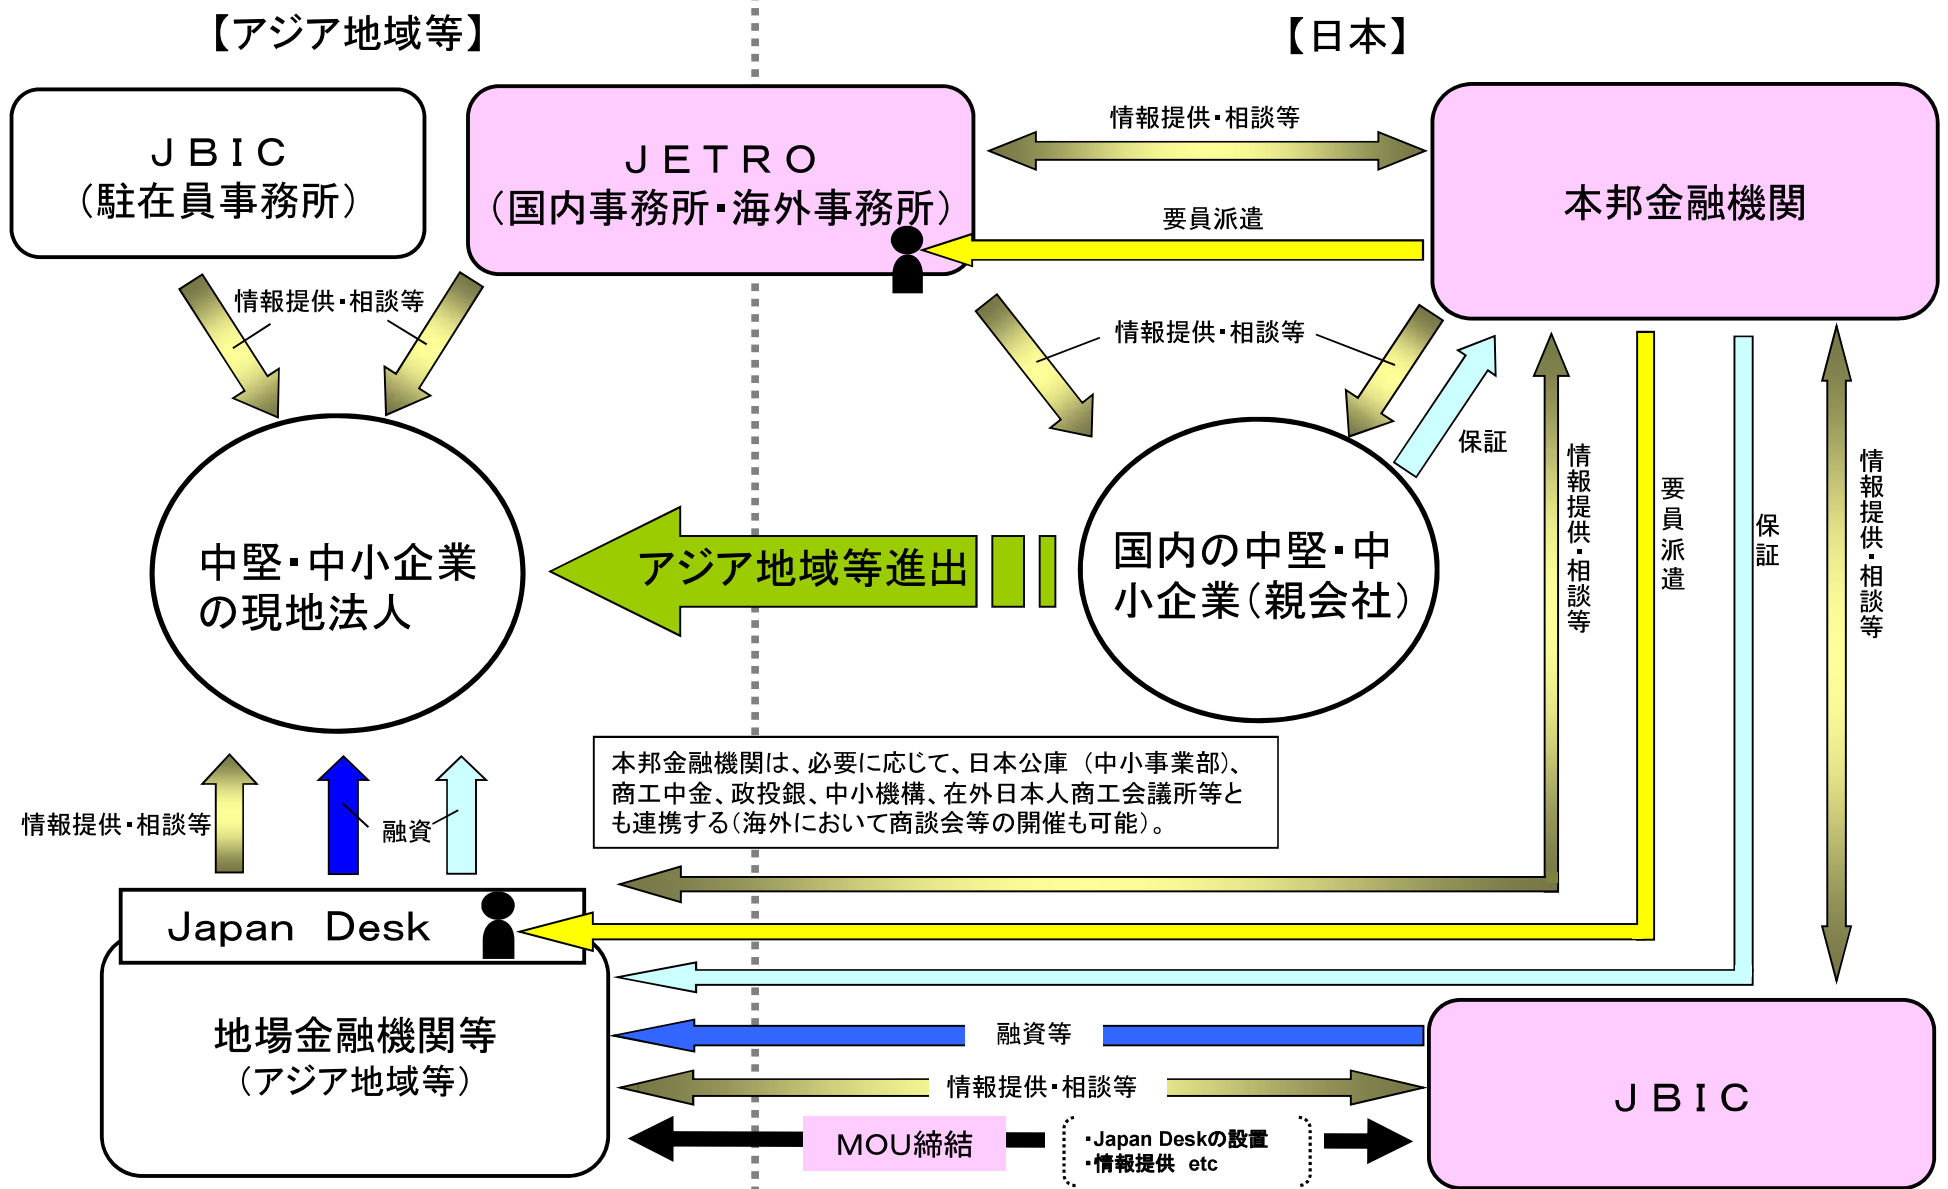 【アジア地域等】
【日本】
JBIC
（駐在員事務所）
JETRO
（国内事務所・海外事務所）
情報提供・相談等
本邦金融機関
要員派遣
情報提供・相談等
情報提供・相談等
保証
情報提供・相談等
要員派遣
保証
情報提供・相談等
中堅・中小企業
の現地法人
アジア地域等進出
国内の中堅・中
小企業（親会社）
本邦金融機関は、必要に応じて、日本公庫（中小事業部）、
商工中金、政投銀、中小機構、在外日本人商工会議所等と
も連携する（海外において商談会等の開催も可能）。
情報提供・相談等
融資
Japan Desk
地場金融機関等
（アジア地域等）
融資等
情報提供・相談等
JBIC
MOU締結
・Japan Deskの設置
・情報提供 etc